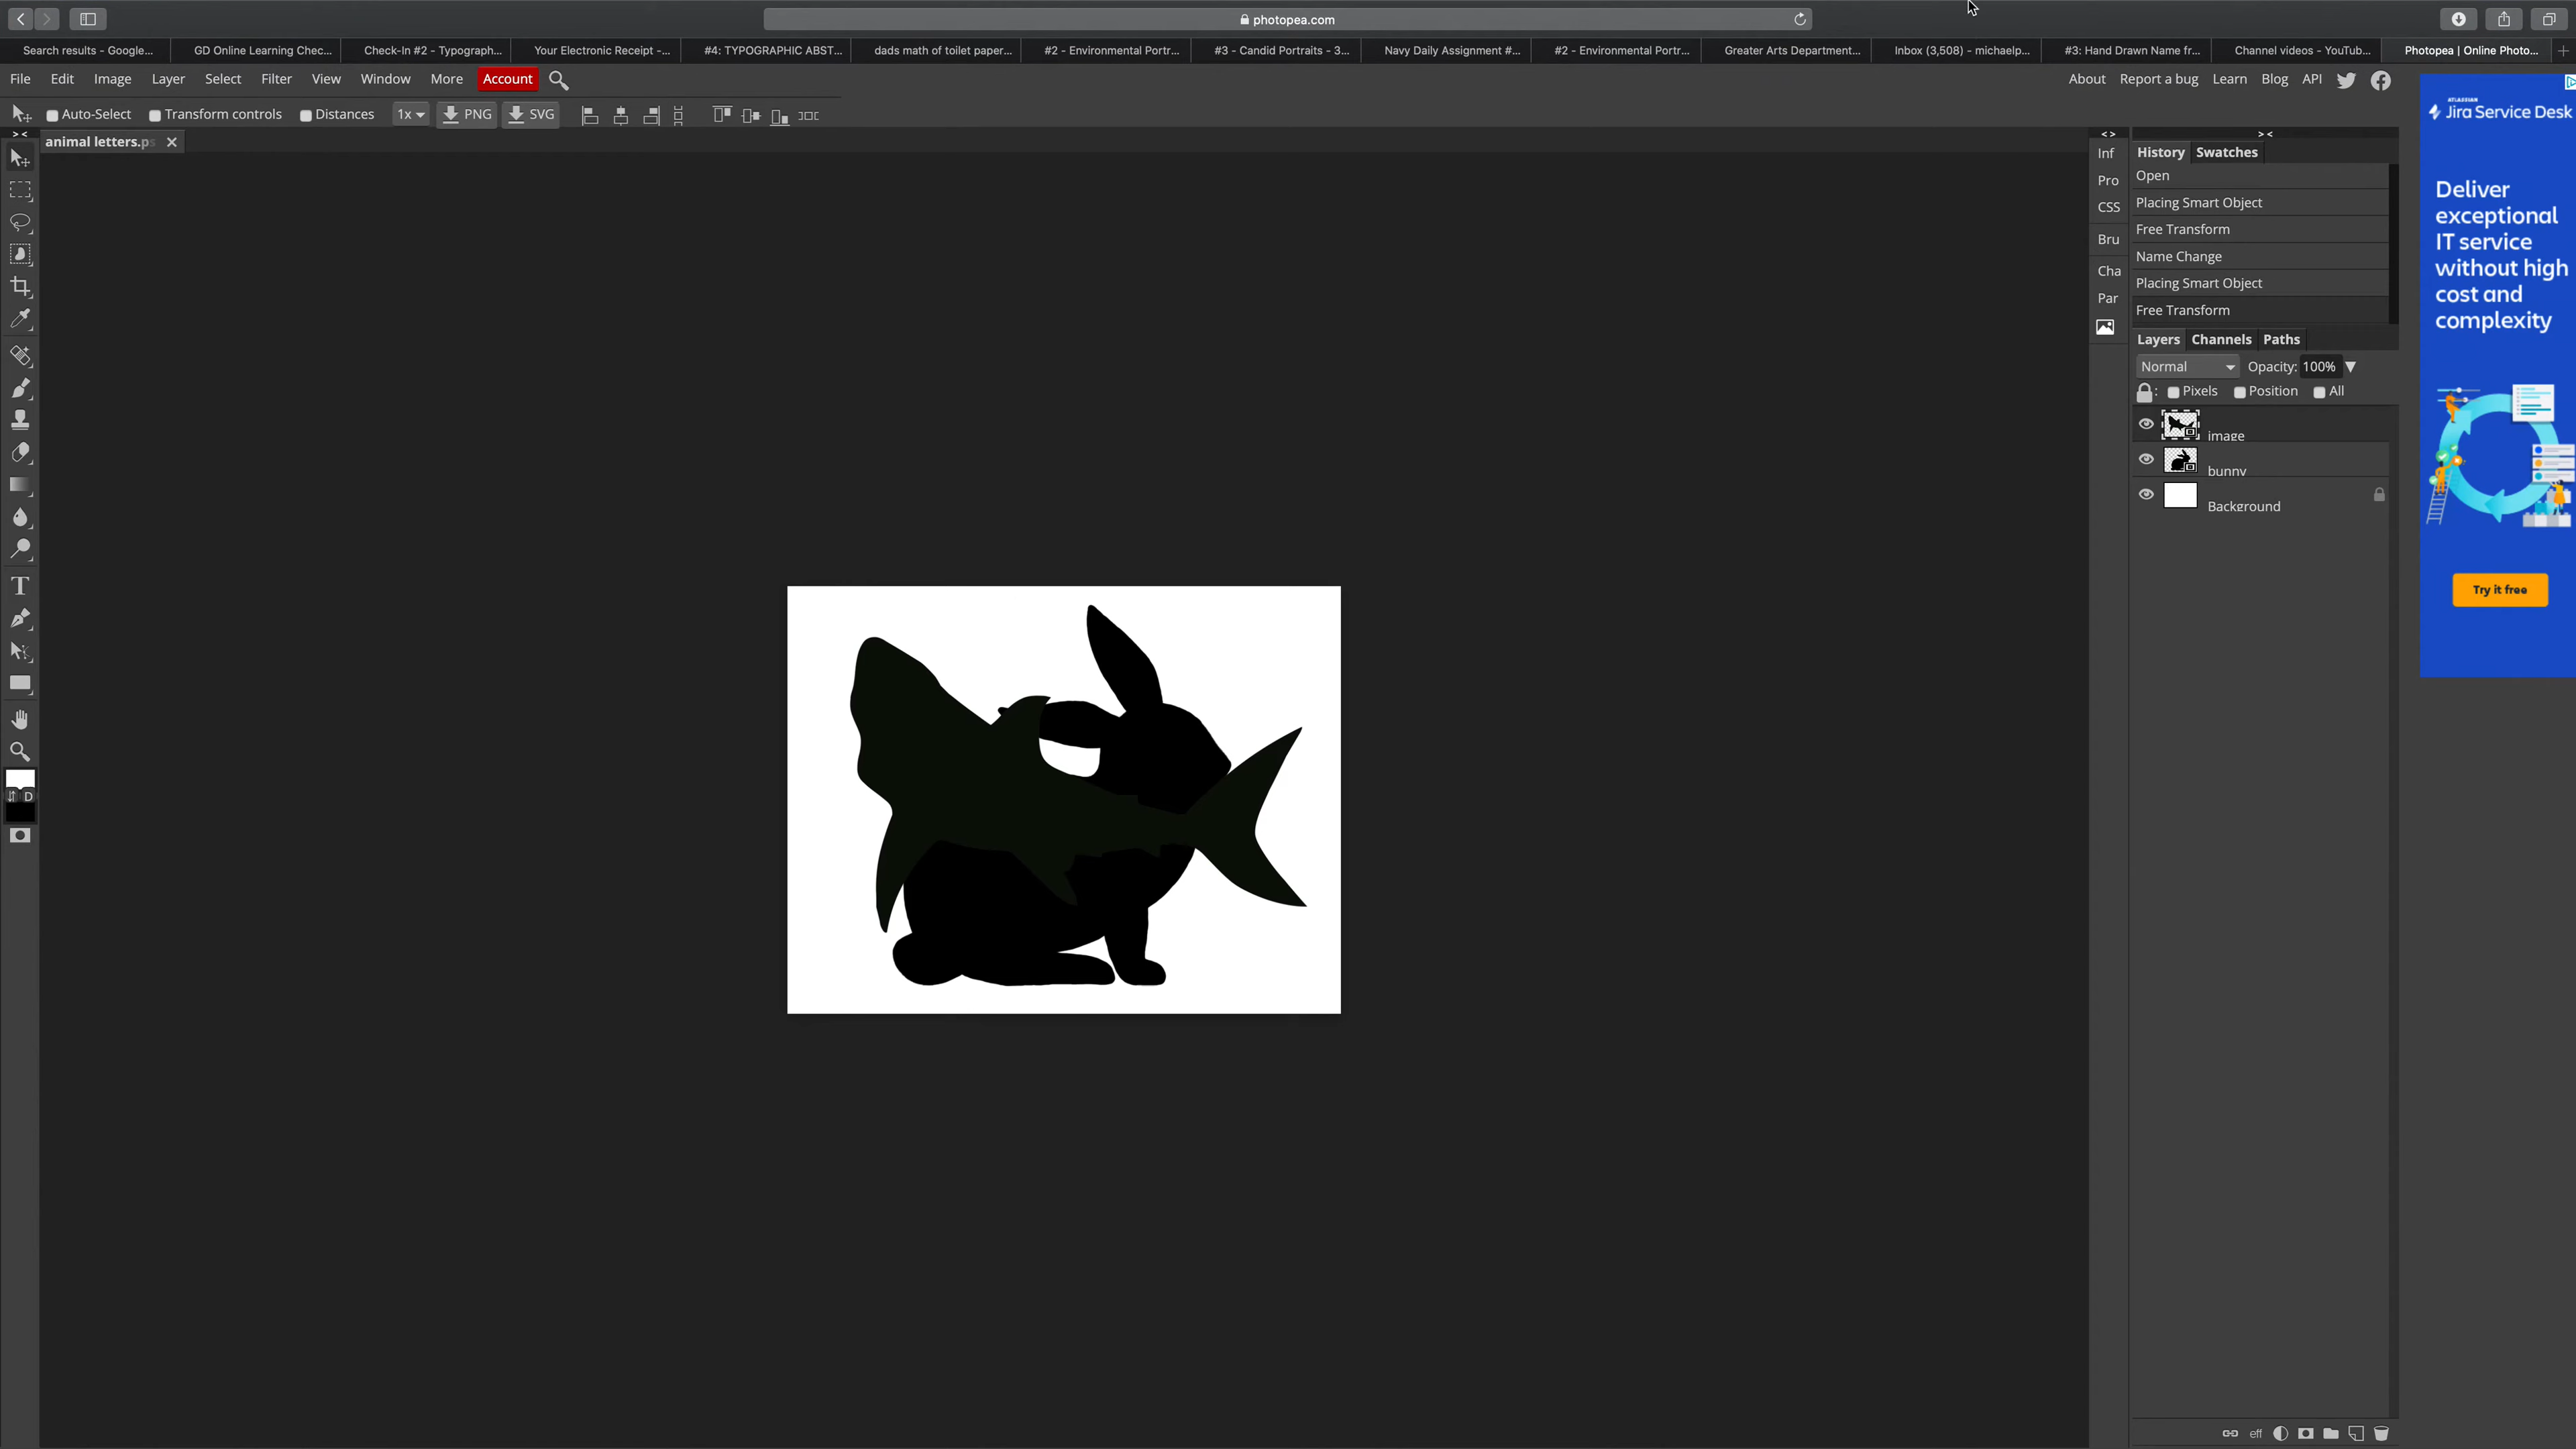 photopea.com
Search results - Google...
GD Online Learning Chec...
Check-In #2 - Typograph...
Your Electronic Receipt -...
#4: TYPOGRAPHIC ABST...
dads math of toilet paper...
#2 - Environmental Portr...
#3 - Candid Portraits - 3...
Navy Daily Assignment #...
#2 - Environmental Portr...
Greater Arts Department...
Inbox (3,508) - michaelp...
#3: Hand Drawn Name fr...
Channel videos - YouTub...
Photopea | Online Photo...
File Edit Image Layer Select Filter View Window More Account
About Report a bug Learn Blog API
Auto-Select Transform controls Distances 1x PNG SVG
animal letters.ps
> <
< >
> <
Inf
Pro
CSS
Bru
Cha
Par
History Swatches
Open
Placing Smart Object
Free Transform
Name Change
Placing Smart Object
Free Transform
Layers Channels Paths
Normal Opacity: 100%
: Pixels Position All
image
bunny
Background
T
D
eff
ATLASSIAN
Jira Service Desk
Deliver
exceptional
IT service
without high
cost and
complexity
Try it free